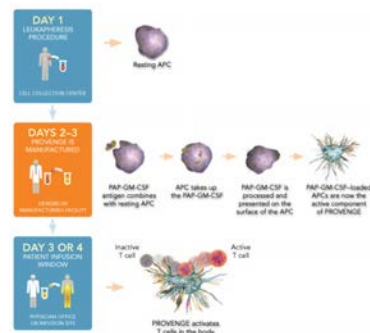 DAY 1
LEUKAPHERESIS
PROCEDURE
CELL COLLECTION CENTER
Resting APC
DAYS 2–3
PROVENGE IS
MANUFACTURED
DENDREON
MANUFACTURING FACILITY
PAP-GM-CSF
antigen combines
with resting APC
APC takes up
the PAP-GM-CSF
PAP-GM-CSF is
processed and
presented on the
surface of the APC
PAP-GM-CSF–loaded
APCs are now the
active component
of PROVENGE
DAY 3 OR 4
PATIENT INFUSION
WINDOW
PHYSICIAN OFFICE
OR INFUSION SITE
Inactive
T cell
Active
T cell
PROVENGE activates
T cells in the body